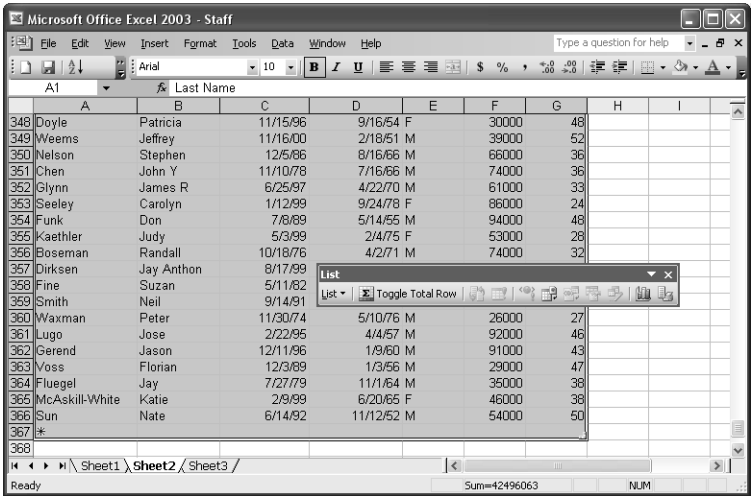 Microsoft Office Excel 2003 - Staff
File Edit View Insert Format Tools Data Window Help Type a question for help
Arial 10 B I U $ % ,
A1 fx Last Name
A B C D E F G H I
348 Doyle Patricia 11/15/96 9/16/54 F 30000 48
349 Weems Jeffrey 11/16/00 2/18/51 M 39000 52
350 Nelson Stephen 12/5/86 8/16/66 M 66000 36
351 Chen John Y 11/10/78 7/16/66 M 74000 36
352 Glynn James R 6/25/97 4/22/70 M 61000 33
353 Seeley Carolyn 1/12/99 9/24/78 F 86000 24
354 Funk Don 7/8/89 5/14/55 M 94000 48
355 Kaethler Judy 5/3/99 2/4/75 F 53000 28
356 Boseman Randall 10/18/76 4/2/71 M 74000 32
357 Dirksen Jay Anthon 8/17/99
358 Fine Suzan 5/11/82
359 Smith Neil 9/14/91
List
List Σ Toggle Total Row
360 Waxman Peter 11/30/74 5/10/76 M 26000 27
361 Lugo Jose 2/22/95 4/4/57 M 92000 46
362 Gerend Jason 12/11/96 1/9/60 M 91000 43
363 Voss Florian 12/3/89 1/3/56 M 29000 47
364 Fluegel Jay 7/27/79 11/1/64 M 35000 38
365 McAskill-White Katie 2/9/99 6/20/65 F 46000 38
366 Sun Nate 6/14/92 11/12/52 M 54000 50
367 *
368
Sheet1 Sheet2 Sheet3
Ready Sum=42496063 NUM